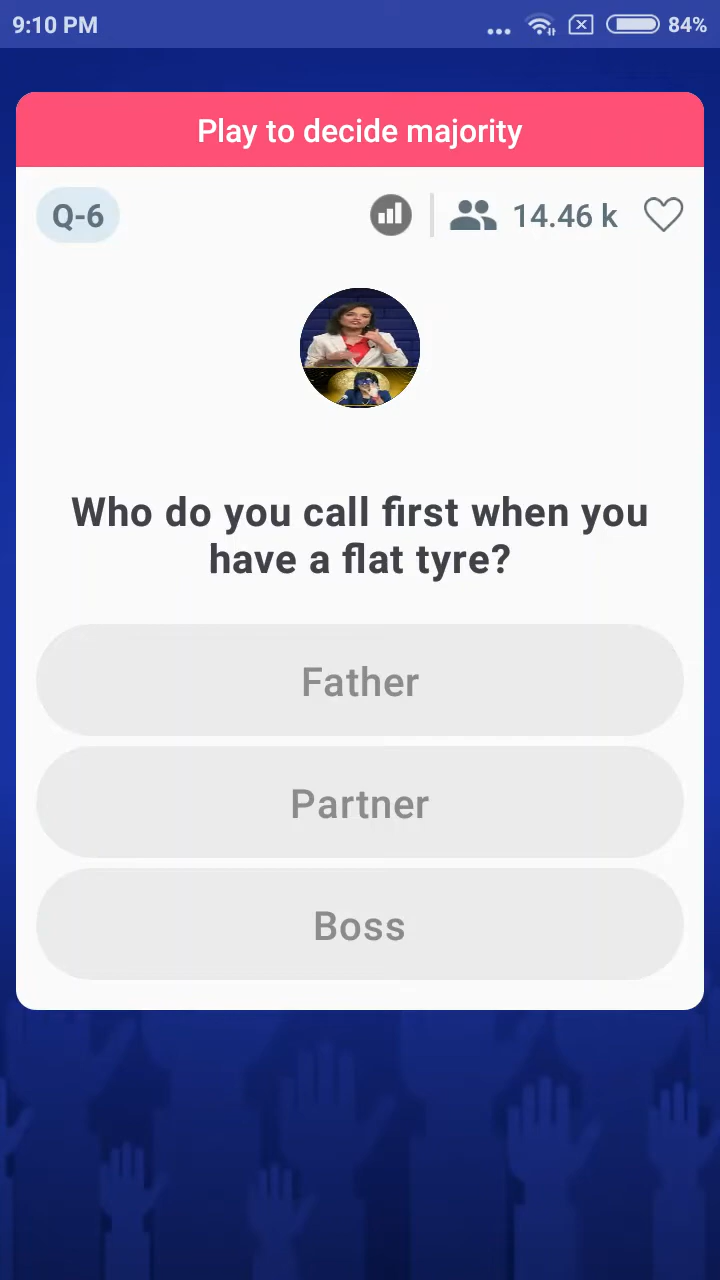 9:10 PM
84%
Play to decide majority
Q-6
14.46 k
Who do you call first when you
have a flat tyre?
Father
Partner
Boss